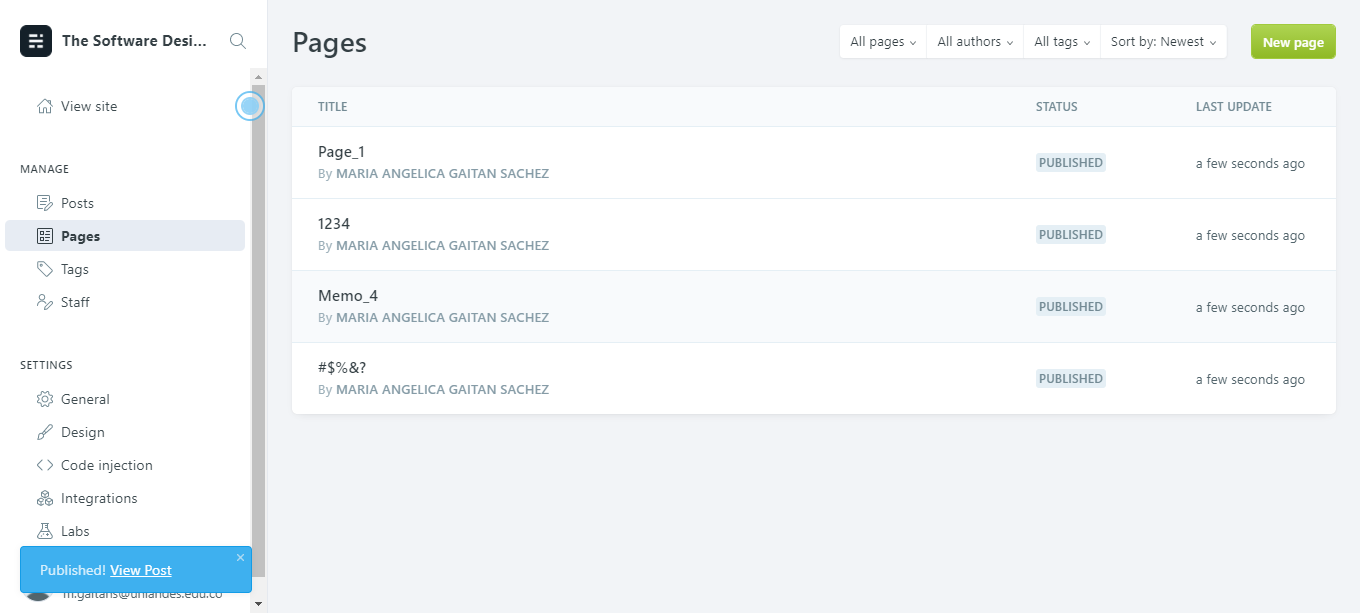 The Software Desi...
View site
MANAGE
Posts
Pages
Tags
Staff
SETTINGS
General
Design
Code injection
Integrations
Labs
Published! View Post ×
m.gaitans@uniandes.edu.co
Pages
All pages
All authors
All tags
Sort by: Newest
New page
TITLE STATUS LAST UPDATE
Page_1
By MARIA ANGELICA GAITAN SACHEZ
PUBLISHED
a few seconds ago
1234
By MARIA ANGELICA GAITAN SACHEZ
PUBLISHED
a few seconds ago
Memo_4
By MARIA ANGELICA GAITAN SACHEZ
PUBLISHED
a few seconds ago
#$%&?
By MARIA ANGELICA GAITAN SACHEZ
PUBLISHED
a few seconds ago